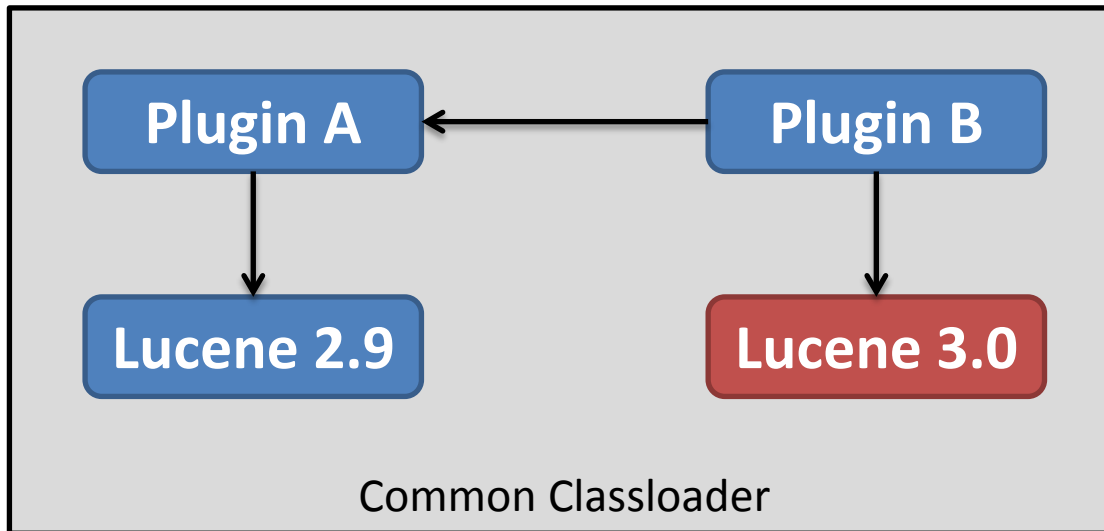 Plugin A
Plugin B
Lucene 2.9
Lucene 3.0
Common Classloader